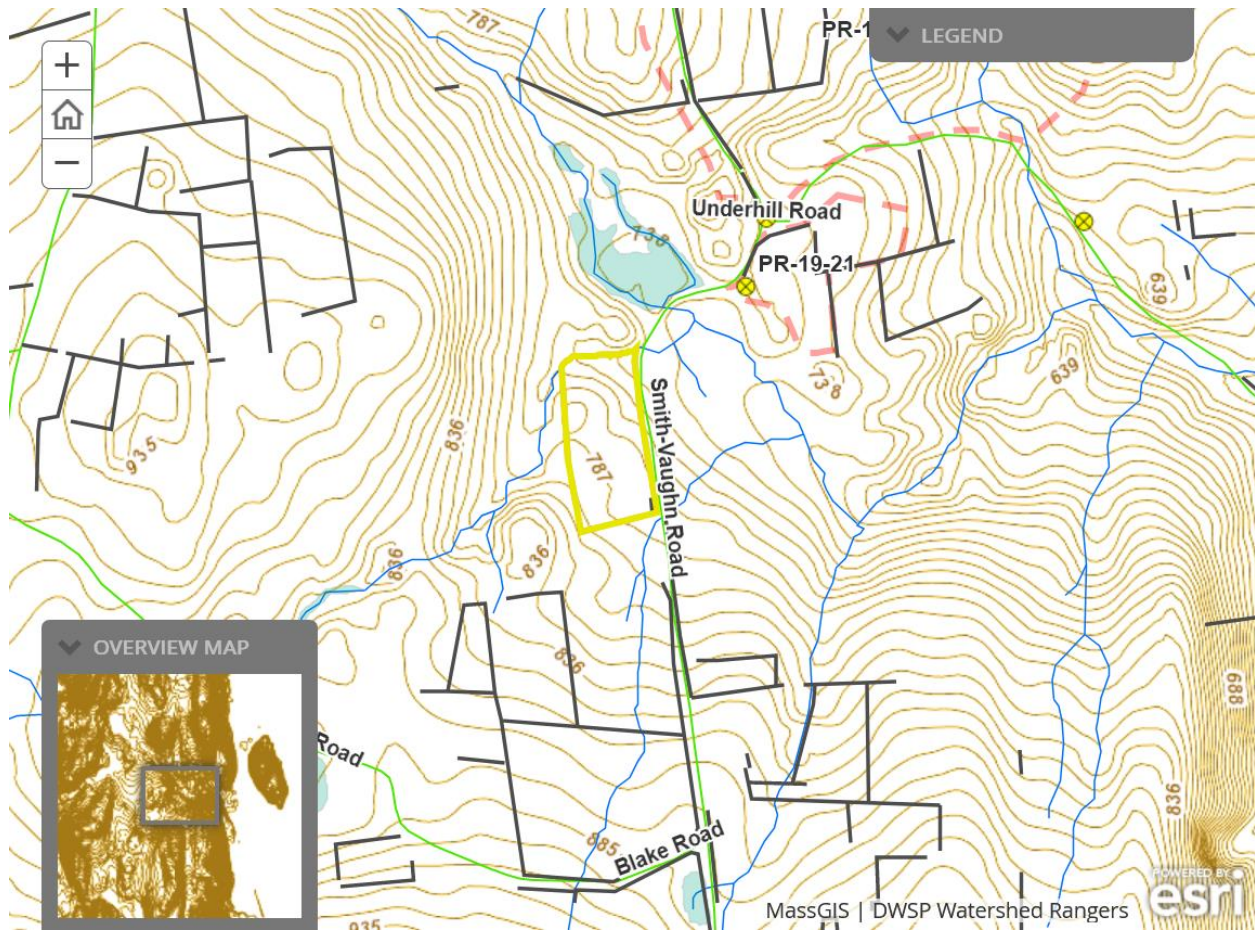 787
PR-1
LEGEND
+
−
Underhill Road
738
PR-19-21
639
738
639
836
935
787
Smith-Vaughn Road
836
836
836
889
OVERVIEW MAP
Road
836
885
Blake Road
935
POWERED BY
esri
MassGIS | DWSP Watershed Rangers